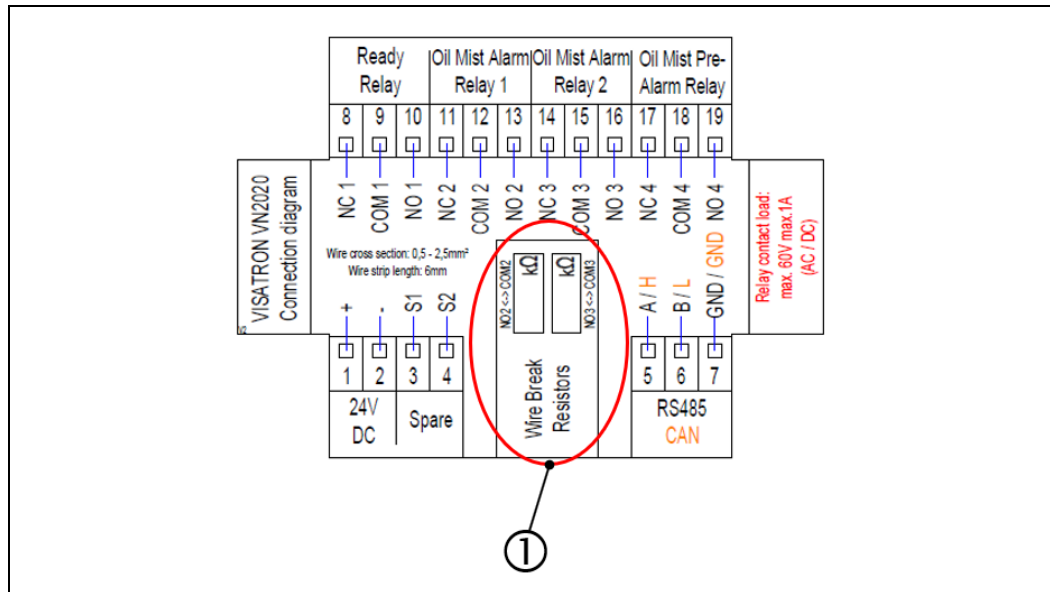 Ready
Relay
Oil Mist Alarm
Relay 1
Oil Mist Alarm
Relay 2
Oil Mist Pre-
Alarm Relay
8 9 10 11 12 13 14 15 16 17 18 19
NC 1
COM 1
NO 1
NC 2
COM 2
NO 2
NC 3
COM 3
NO 3
NC 4
COM 4
NO 4
VISATRON VN2020
Connection diagram
Wire cross section: 0,5 - 2,5mm²
Wire strip length: 6mm
+
-
S1
S2
NO2 <-> COM2
kΩ
kΩ
NO3 <-> COM3
Wire Break
Resistors
A / H
B / L
GND / GND
Relay contact load:
max. 60V max.1A
(AC / DC)
1 2 3 4
5 6 7
24V
DC
Spare
RS485
CAN
①